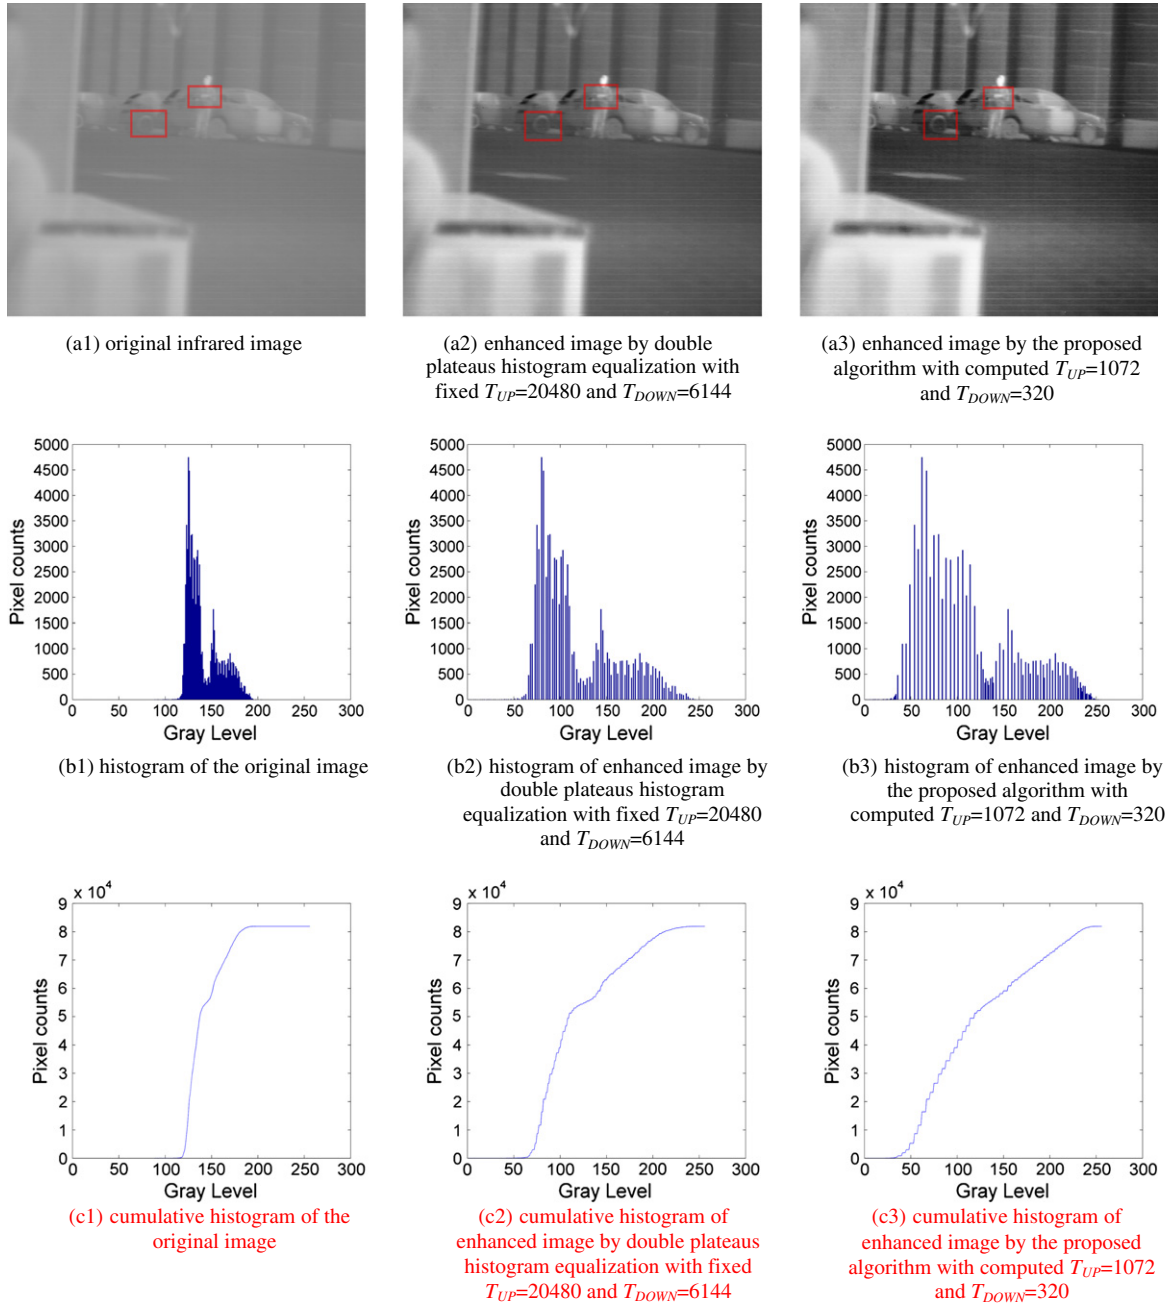 (a1) original infrared image
(a2) enhanced image by double
plateaus histogram equalization with
fixed T_UP=20480 and T_DOWN=6144
(a3) enhanced image by the proposed
algorithm with computed T_UP=1072
and T_DOWN=320
5000
4500
4000
3500
3000
2500
2000
1500
1000
500
0
Pixel counts
0 50 100 150 200 250 300
Gray Level
5000
4500
4000
3500
3000
2500
2000
1500
1000
500
0
Pixel counts
0 50 100 150 200 250 300
Gray Level
5000
4500
4000
3500
3000
2500
2000
1500
1000
500
0
Pixel counts
0 50 100 150 200 250 300
Gray Level
(b1) histogram of the original image
(b2) histogram of enhanced image by
double plateaus histogram
equalization with fixed T_UP=20480
and T_DOWN=6144
(b3) histogram of enhanced image by
the proposed algorithm with
computed T_UP=1072 and T_DOWN=320
x 10^4
9
8
7
6
5
4
3
2
1
0
Pixel counts
0 50 100 150 200 250 300
Gray Level
x 10^4
9
8
7
6
5
4
3
2
1
0
Pixel counts
0 50 100 150 200 250 300
Gray Level
x 10^4
9
8
7
6
5
4
3
2
1
0
Pixel counts
0 50 100 150 200 250 300
Gray Level
(c1) cumulative histogram of the
original image
(c2) cumulative histogram of
enhanced image by double plateaus
histogram equalization with fixed
T_UP=20480 and T_DOWN=6144
(c3) cumulative histogram of
enhanced image by the proposed
algorithm with computed T_UP=1072
and T_DOWN=320